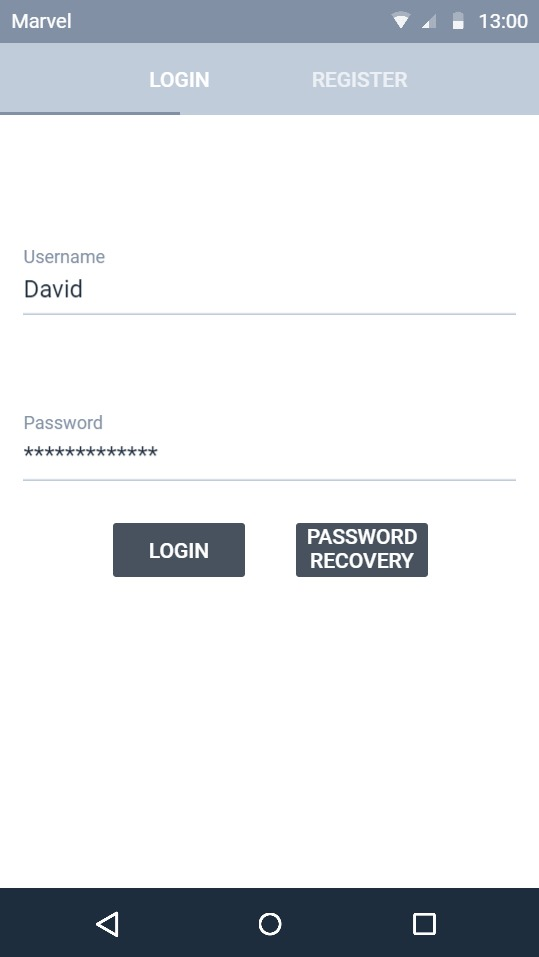 Marvel 13:00
LOGIN REGISTER
Username
David
Password
*************
LOGIN
PASSWORD
RECOVERY